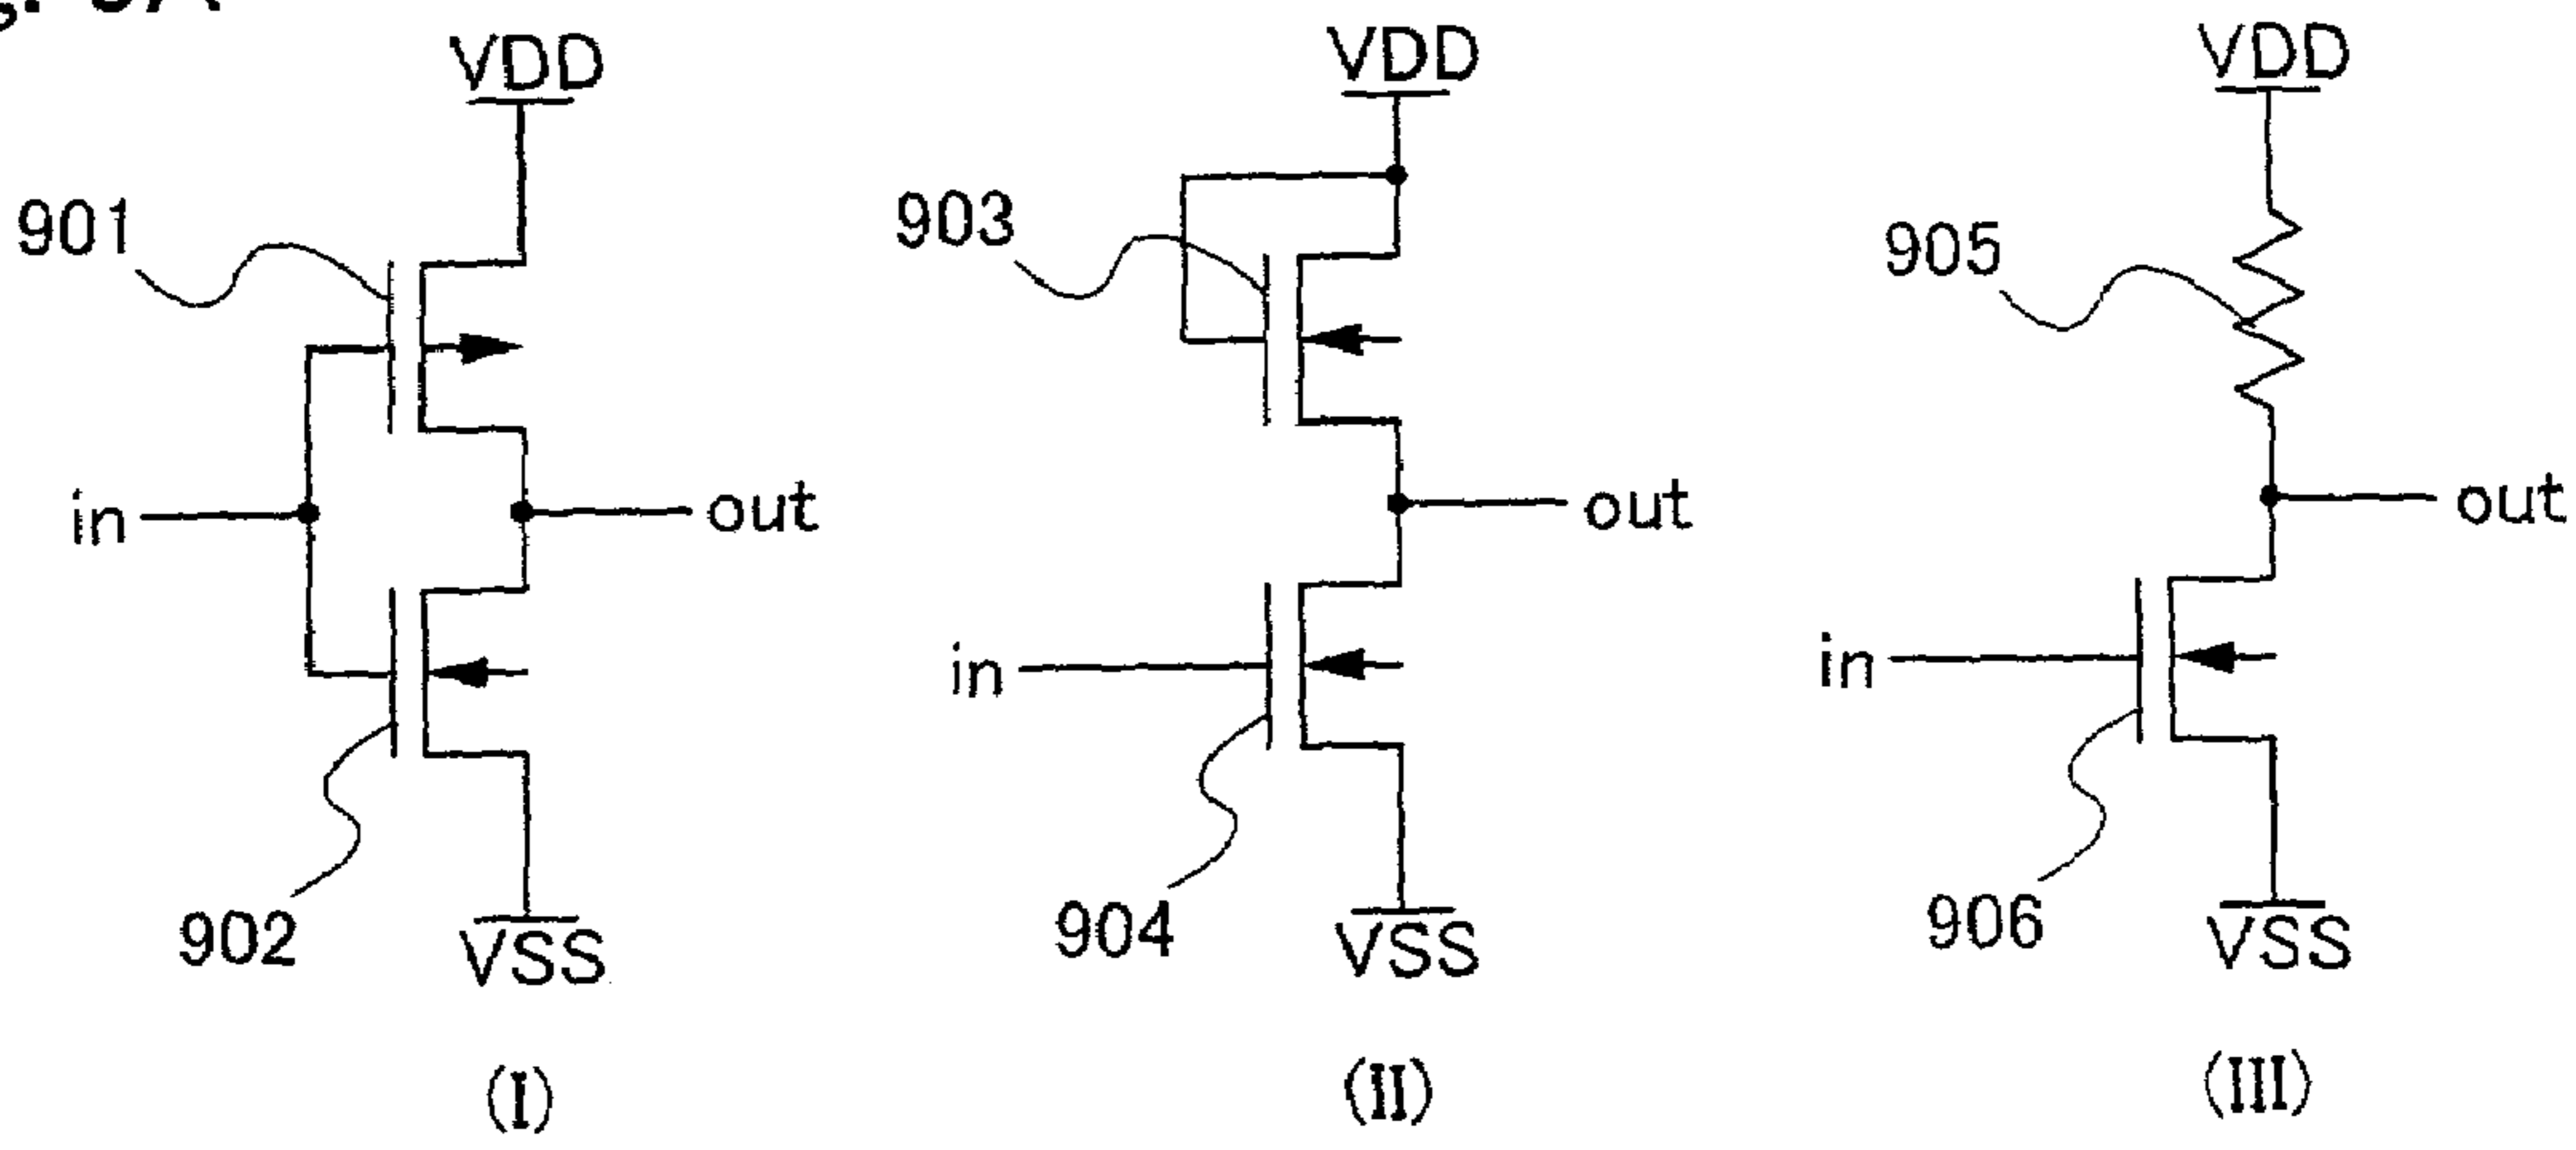 VDD
VDD
VDD
901
903
905
in
out
out
out
in
in
902
904
906
VSS
VSS
VSS
(I)
(II)
(III)